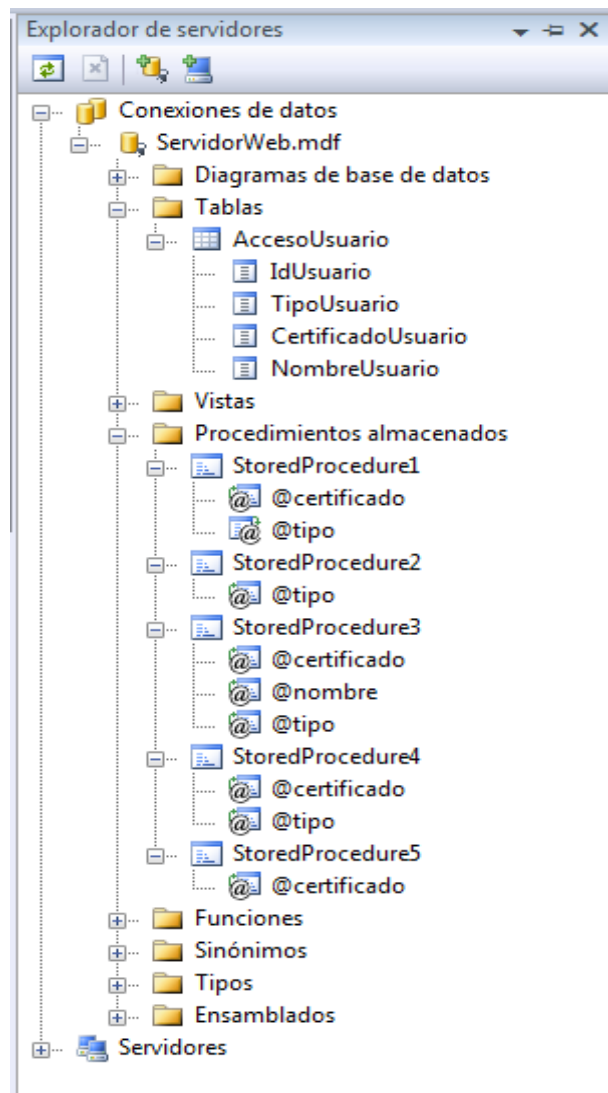 Explorador de servidores
Conexiones de datos
ServidorWeb.mdf
Diagramas de base de datos
Tablas
AccesoUsuario
IdUsuario
TipoUsuario
CertificadoUsuario
NombreUsuario
Vistas
Procedimientos almacenados
StoredProcedure1
@certificado
@tipo
StoredProcedure2
@tipo
StoredProcedure3
@certificado
@nombre
@tipo
StoredProcedure4
@certificado
@tipo
StoredProcedure5
@certificado
Funciones
Sinónimos
Tipos
Ensamblados
Servidores